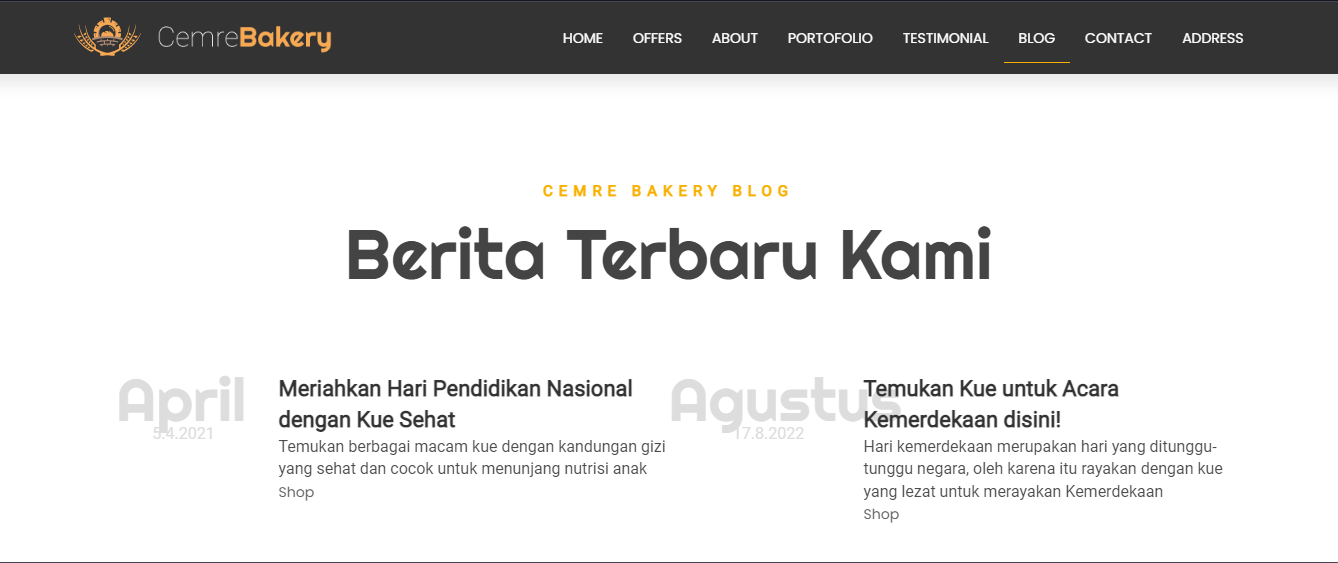 CemreBakery
HOME OFFERS ABOUT PORTOFOLIO TESTIMONIAL BLOG CONTACT ADDRESS
CEMRE BAKERY BLOG
Berita Terbaru Kami
April
5.4.2021
Meriahkan Hari Pendidikan Nasional
dengan Kue Sehat
Temukan berbagai macam kue dengan kandungan gizi
yang sehat dan cocok untuk menunjang nutrisi anak
Shop
Agustus
17.8.2022
Temukan Kue untuk Acara
Kemerdekaan disini!
Hari kemerdekaan merupakan hari yang ditunggu-
tunggu negara, oleh karena itu rayakan dengan kue
yang lezat untuk merayakan Kemerdekaan
Shop